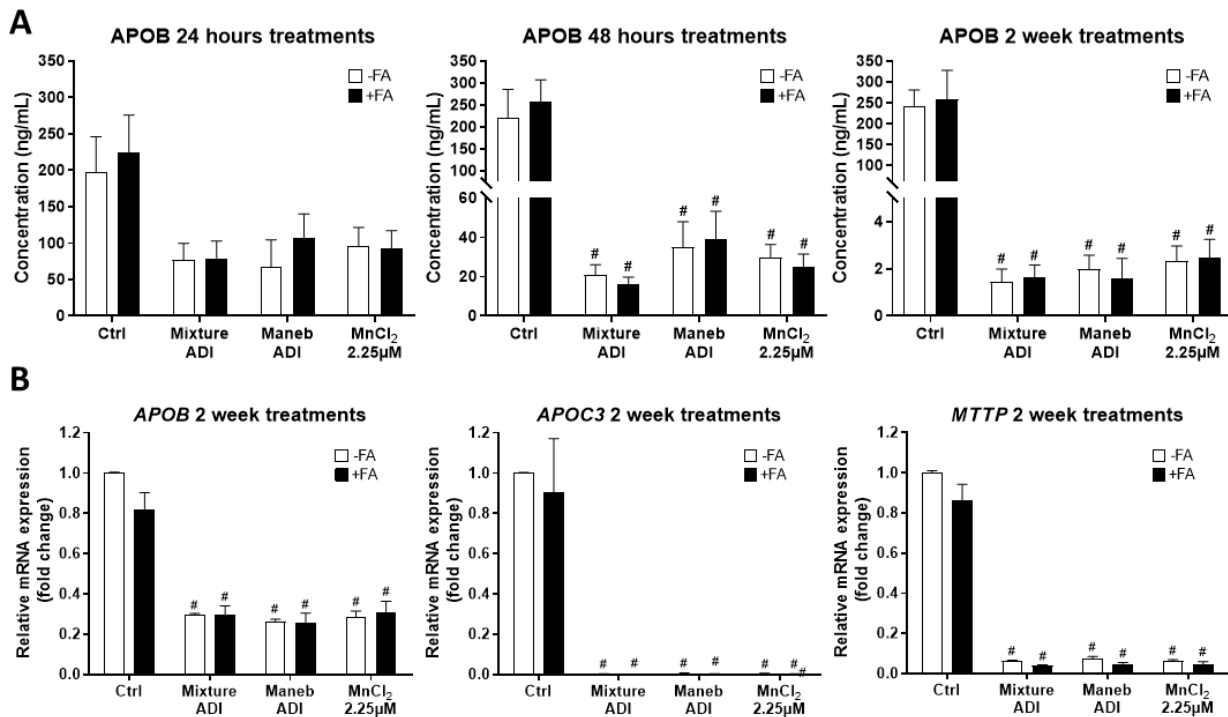 A
APOB 24 hours treatments
Concentration (ng/mL)
350
300
250
200
150
100
50
0
-FA
+FA
Ctrl
Mixture
ADI
Maneb
ADI
MnCl₂
2.25µM
APOB 48 hours treatments
Concentration (ng/mL)
350
300
250
200
150
100
60
40
20
0
-FA
+FA
# # # # # #
Ctrl
Mixture
ADI
Maneb
ADI
MnCl₂
2.25µM
APOB 2 week treatments
Concentration (ng/mL)
350
300
250
200
150
100
4
2
0
-FA
+FA
# # # # # #
Ctrl
Mixture
ADI
Maneb
ADI
MnCl₂
2.25µM
B
APOB 2 week treatments
Relative mRNA expression
(fold change)
1.2
1.0
0.8
0.6
0.4
0.2
0.0
-FA
+FA
# # # # # #
Ctrl
Mixture
ADI
Maneb
ADI
MnCl₂
2.25µM
APOC3 2 week treatments
Relative mRNA expression
(fold change)
1.2
1.0
0.8
0.6
0.4
0.2
0.0
-FA
+FA
# # # # # # #
Ctrl
Mixture
ADI
Maneb
ADI
MnCl₂
2.25µM
MTTP 2 week treatments
Relative mRNA expression
(fold change)
1.2
1.0
0.8
0.6
0.4
0.2
0.0
-FA
+FA
# # # # # #
Ctrl
Mixture
ADI
Maneb
ADI
MnCl₂
2.25µM